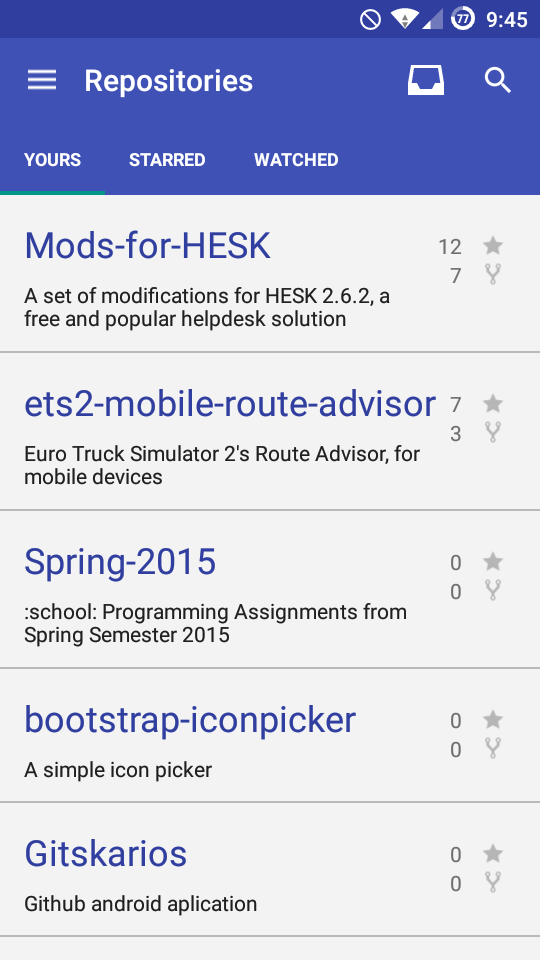 77 9:45
Repositories
YOURS STARRED WATCHED
Mods-for-HESK 12
7
A set of modifications for HESK 2.6.2, a
free and popular helpdesk solution
ets2-mobile-route-advisor 7
3
Euro Truck Simulator 2's Route Advisor, for
mobile devices
Spring-2015 0
0
:school: Programming Assignments from
Spring Semester 2015
bootstrap-iconpicker 0
0
A simple icon picker
Gitskarios 0
0
Github android aplication